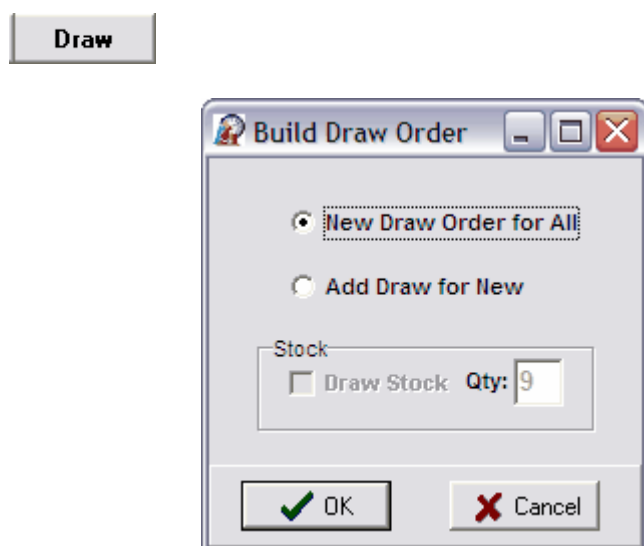 Draw
Build Draw Order
New Draw Order for All
Add Draw for New
Stock
Draw Stock Qty: 9
OK Cancel